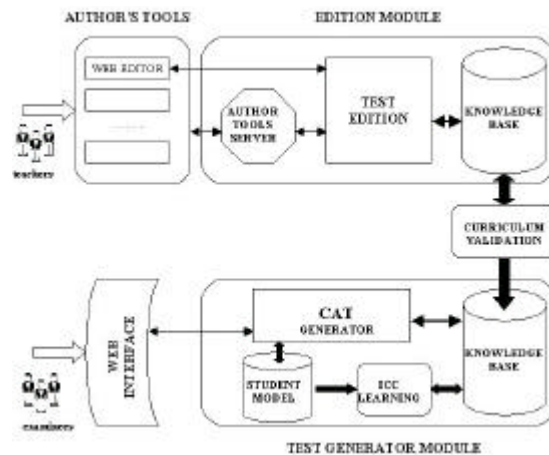 AUTHOR'S TOOLS
EDITION MODULE
WEB EDITOR
AUTHOR
TOOLS
SERVER
TEST
EDITION
KNOWLEDGE
BASE
teachers
CURRICULUM
VALIDATION
WEB
INTERFACE
CAT
GENERATOR
STUDENT
MODEL
ICC
LEARNING
KNOWLEDGE
BASE
examinees
TEST GENERATOR MODULE